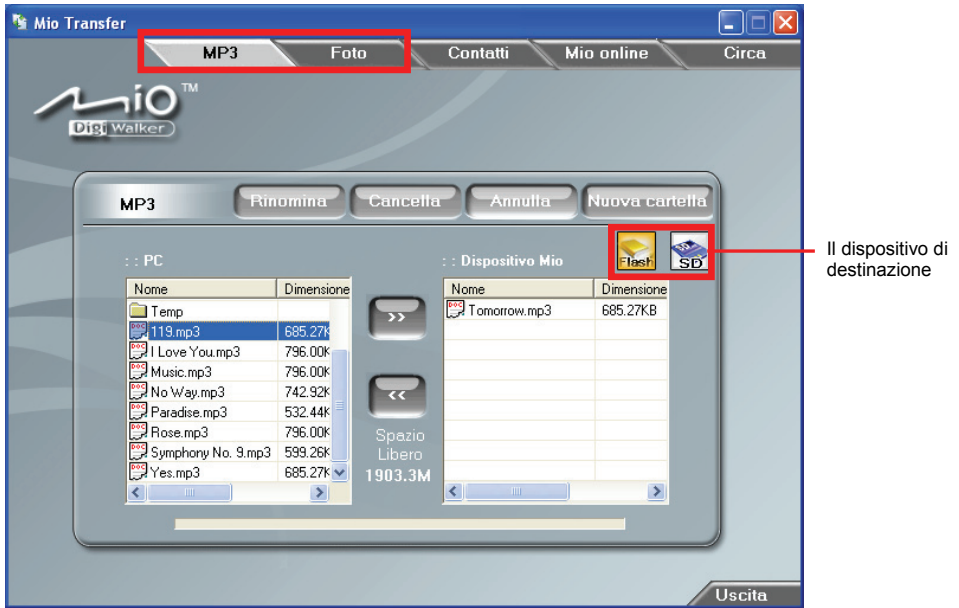 Mio Transfer
MP3 Foto Contatti Mio online Circa
Mio TM
Digi Walker
MP3 Rinomina Cancella Annulla Nuova cartella
Flash SD
Il dispositivo di
destinazione
: : PC
: : Dispositivo Mio
Nome Dimensione
Temp
119.mp3 685.27K
I Love You.mp3 796.00K
Music.mp3 796.00K
No Way.mp3 742.92K
Paradise.mp3 532.44K
Rose.mp3 796.00K
Symphony No. 9.mp3 599.26K
Yes.mp3 685.27K
>>
<<
Spazio
Libero
1903.3M
Nome Dimensione
Tomorrow.mp3 685.27KB
Uscita